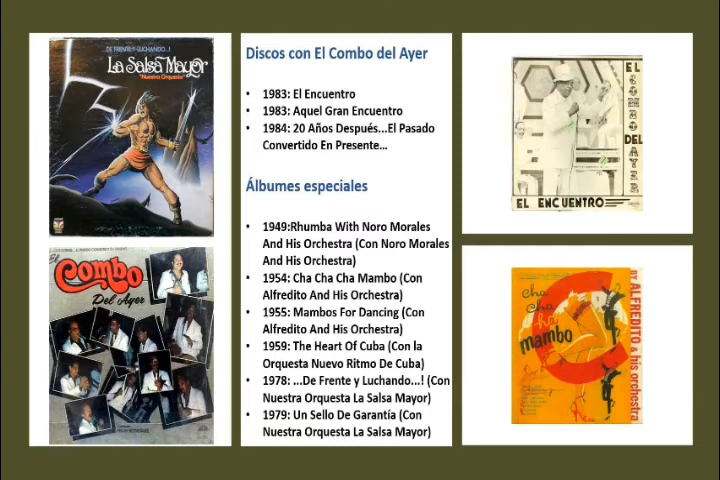 DE FRENTE Y LUCHANDO..!
La Salsa Mayor
"Nuestra Orquesta"
El
Combo
Del Ayer
Discos con El Combo del Ayer
• 1983: El Encuentro
• 1983: Aquel Gran Encuentro
• 1984: 20 Años Después...El Pasado
Convertido En Presente...
Álbumes especiales
• 1949:Rhumba With Noro Morales
And His Orchestra (Con Noro Morales
And His Orchestra)
• 1954: Cha Cha Cha Mambo (Con
Alfredito And His Orchestra)
• 1955: Mambos For Dancing (Con
Alfredito And His Orchestra)
• 1959: The Heart Of Cuba (Con la
Orquesta Nuevo Ritmo De Cuba)
• 1978: ...De Frente y Luchando...! (Con
Nuestra Orquesta La Salsa Mayor)
• 1979: Un Sello De Garantía (Con
Nuestra Orquesta La Salsa Mayor)
EL COMBO DEL AYER
EL ENCUENTRO
cha
cha
cha
mambo
BY ALFREDITO & his orchestra